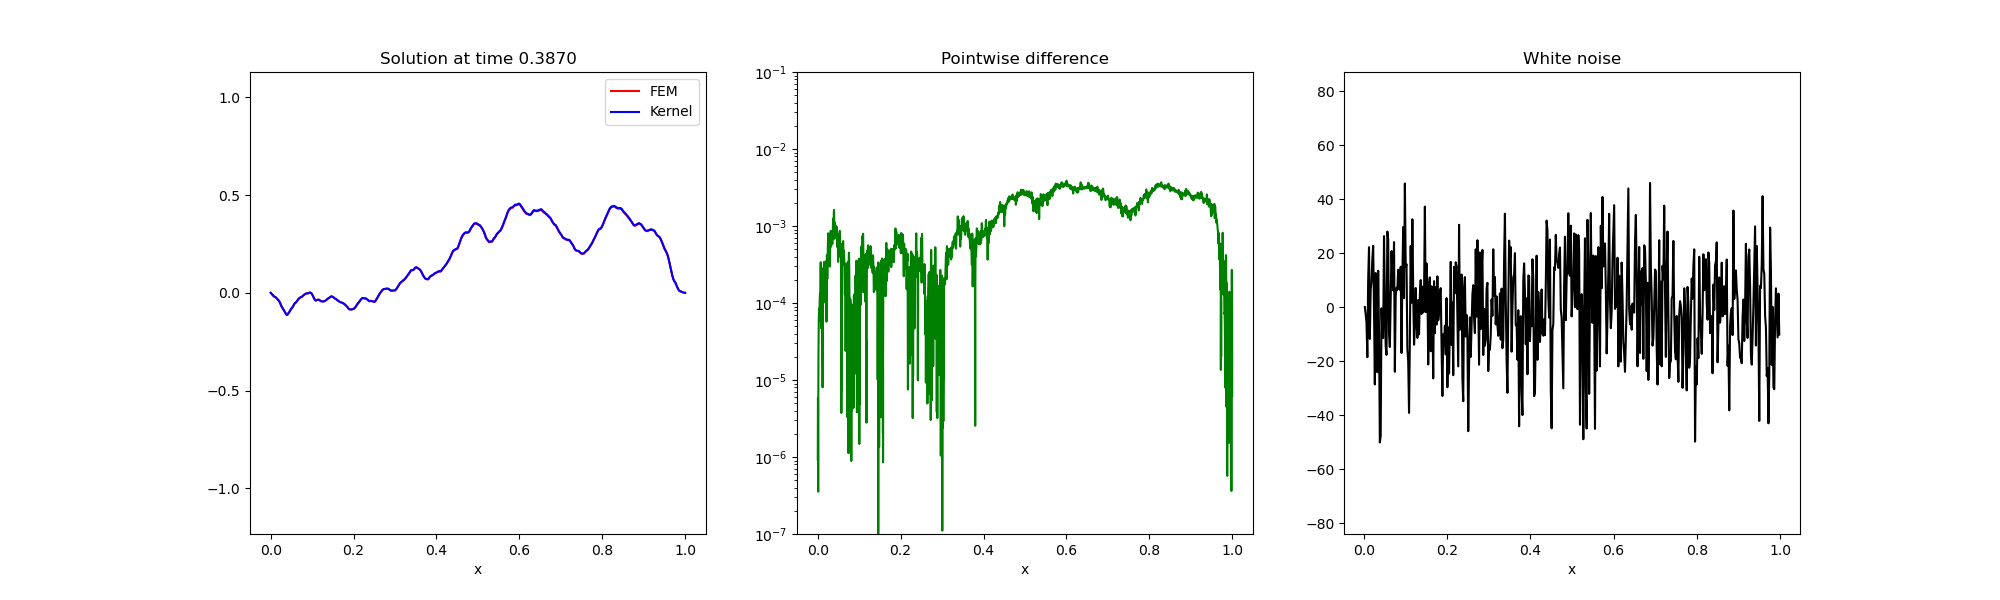 Solution at time 0.3870
1.0
0.5
0.0
−0.5
−1.0
0.0 0.2 0.4 0.6 0.8 1.0
x
FEM
Kernel
Pointwise difference
10⁻¹
10⁻²
10⁻³
10⁻⁴
10⁻⁵
10⁻⁶
10⁻⁷
0.0 0.2 0.4 0.6 0.8 1.0
x
White noise
80
60
40
20
0
−20
−40
−60
−80
0.0 0.2 0.4 0.6 0.8 1.0
x